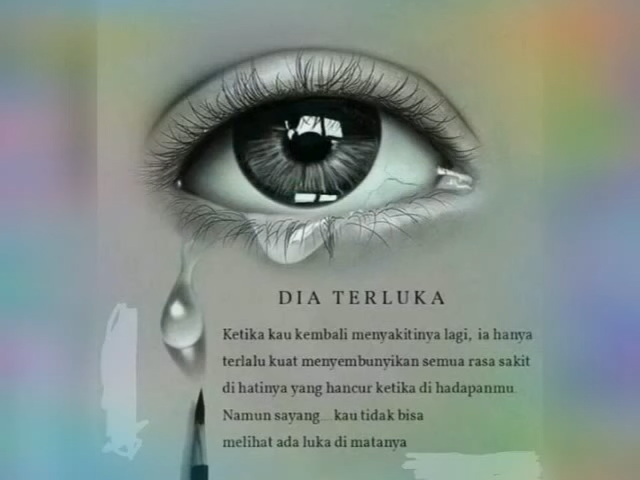 DIA TERLUKA
Ketika kau kembali menyakitinya lagi, ia hanya
terlalu kuat menyembunyikan semua rasa sakit
di hatinya yang hancur ketika di hadapanmu.
Namun sayang....kau tidak bisa
melihat ada luka di matanya